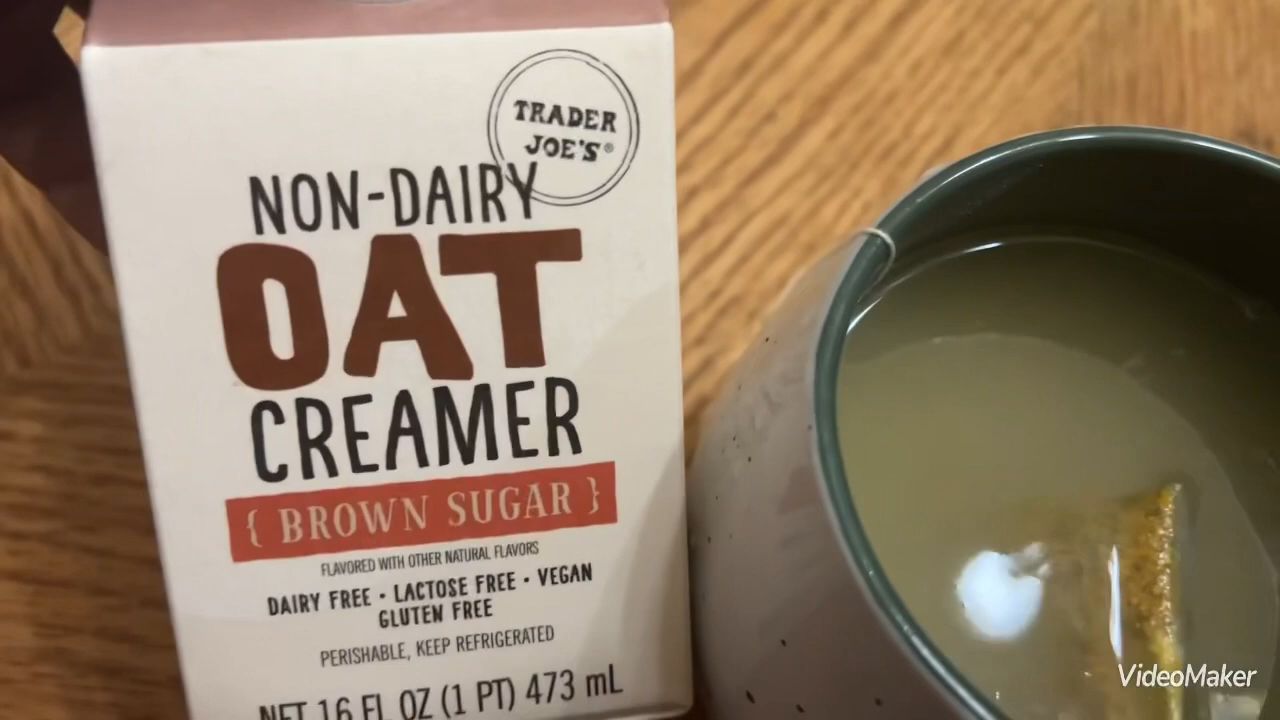 TRADER
JOE'S®
NON-DAIRY
OAT
CREAMER
{ BROWN SUGAR }
FLAVORED WITH OTHER NATURAL FLAVORS
DAIRY FREE • LACTOSE FREE • VEGAN
GLUTEN FREE
PERISHABLE, KEEP REFRIGERATED
NET 16 FL OZ (1 PT) 473 mL
VideoMaker